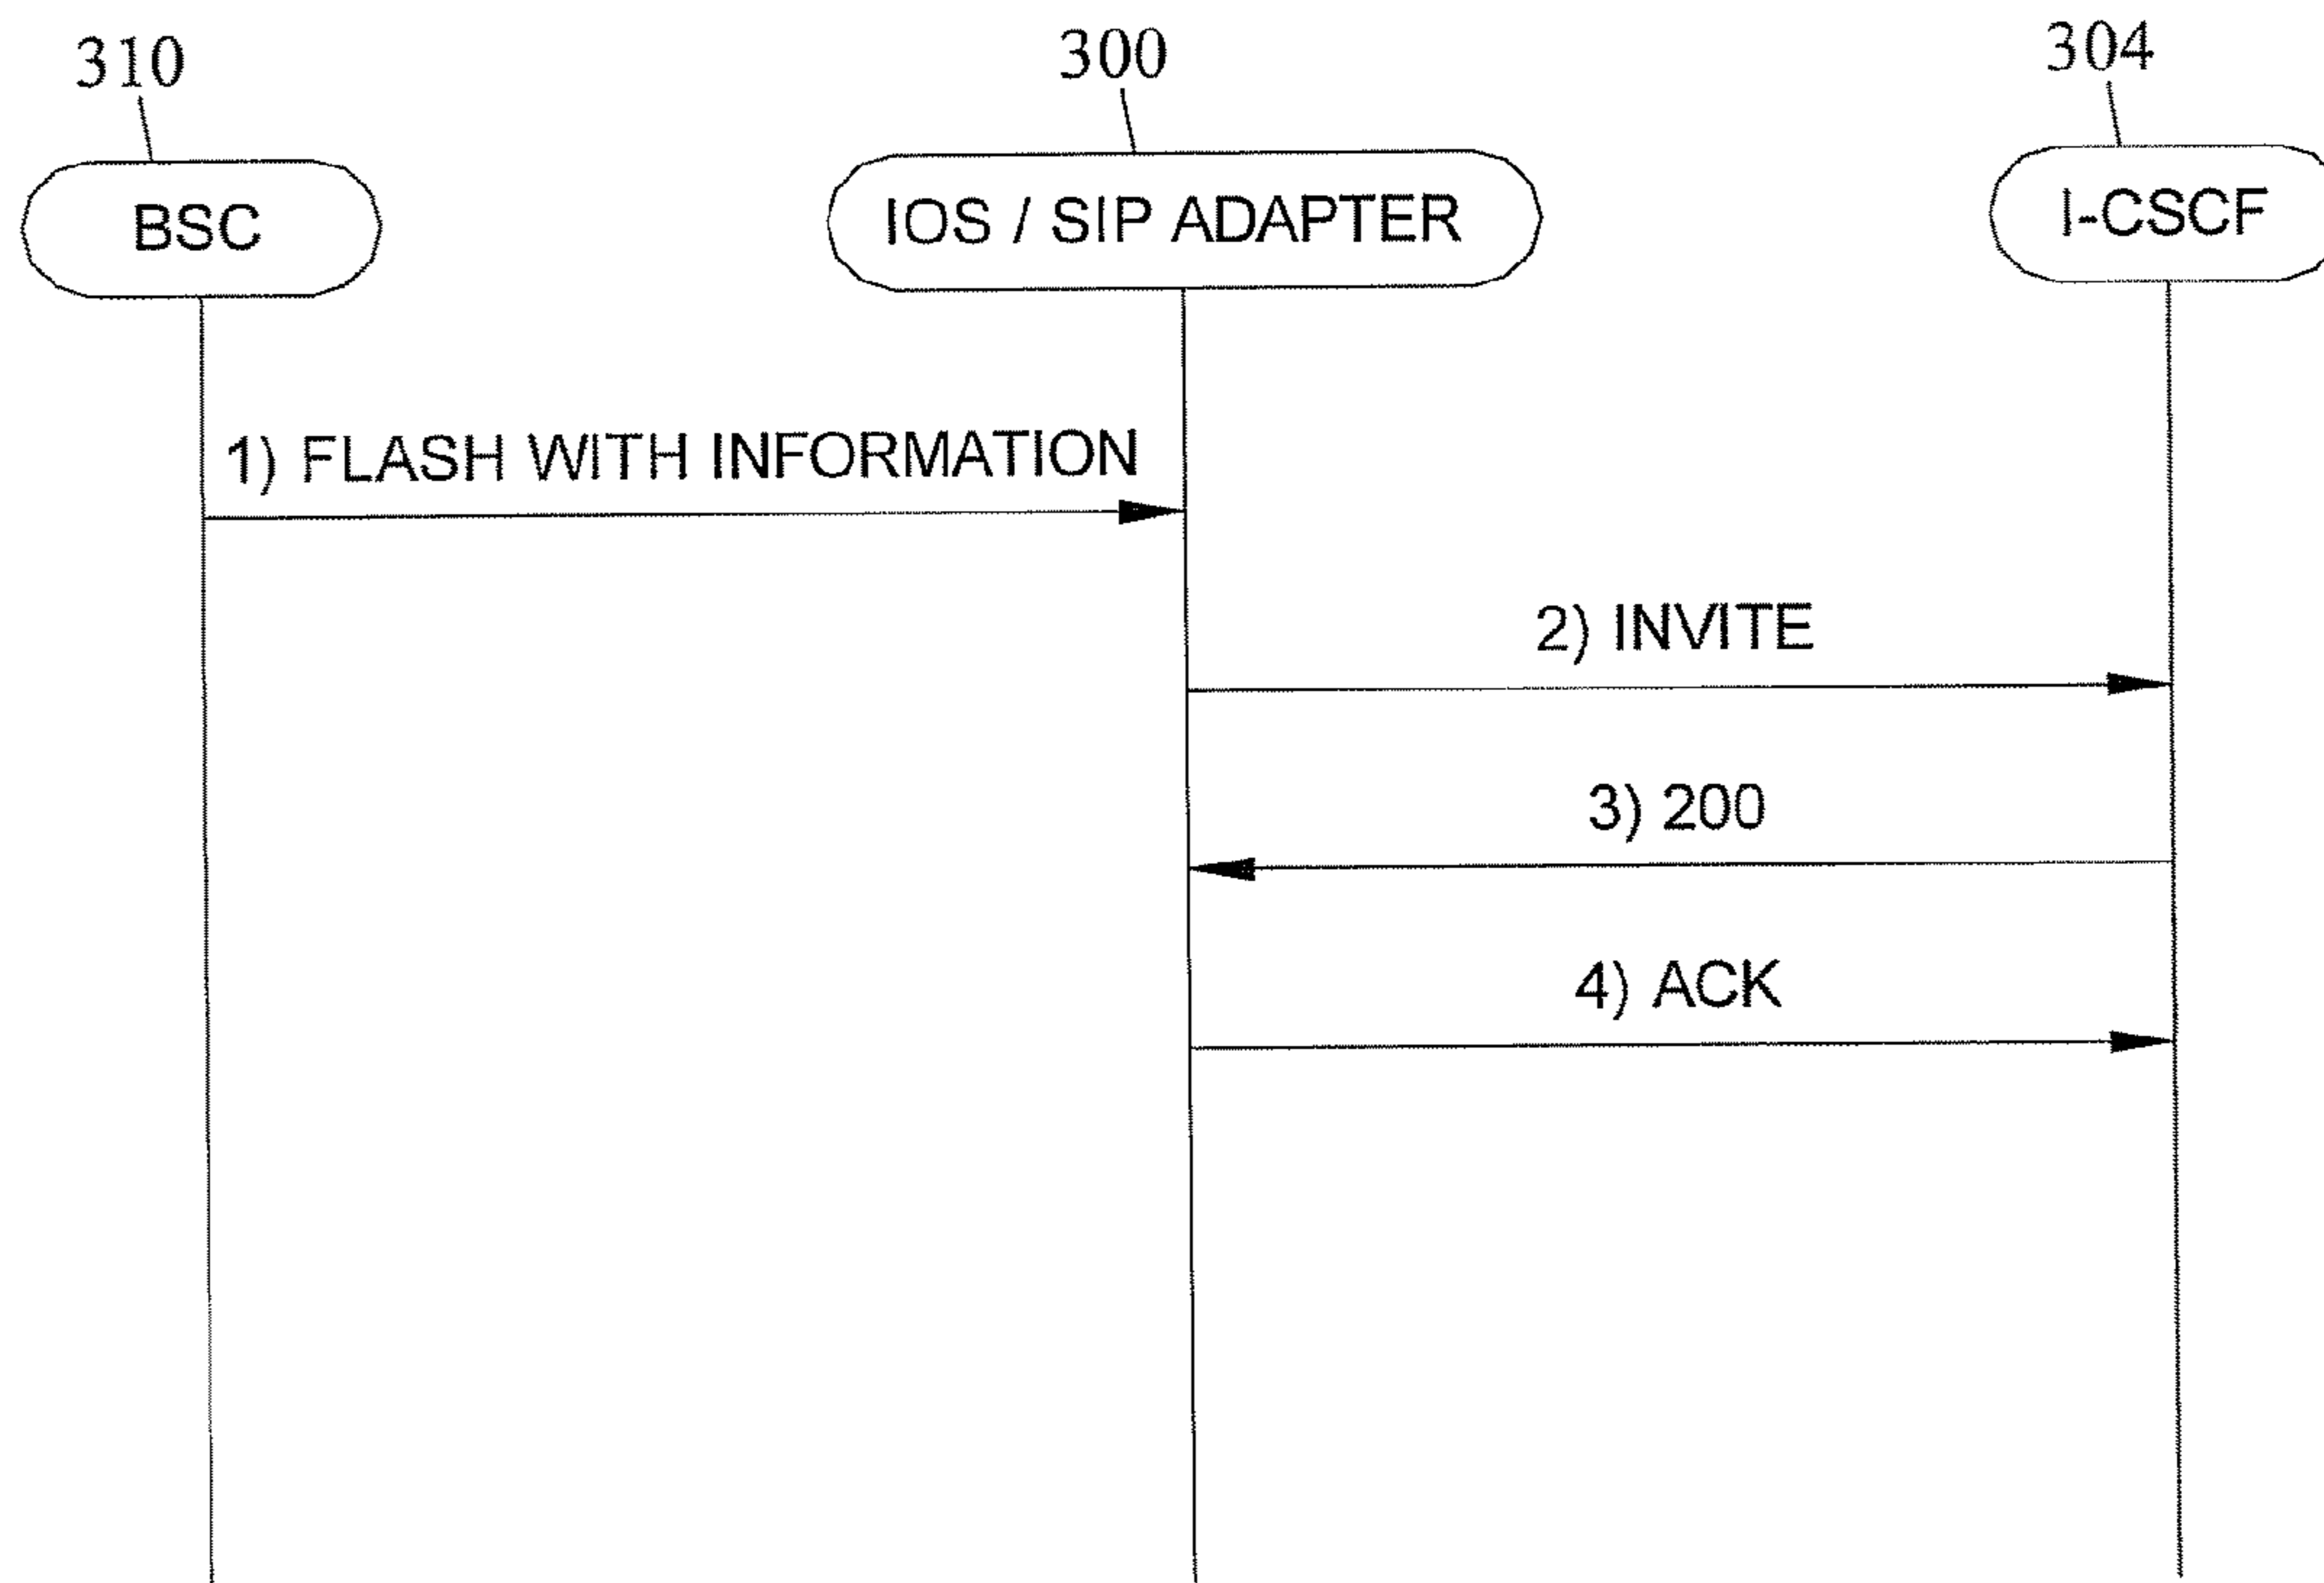 310
300
304
BSC
IOS / SIP ADAPTER
I-CSCF
1) FLASH WITH INFORMATION
2) INVITE
3) 200
4) ACK